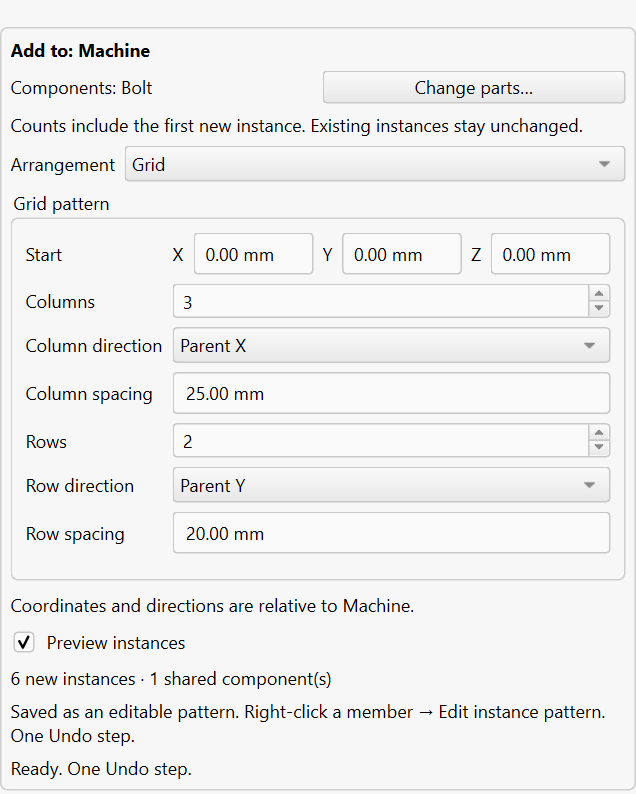 Add to: Machine
Components: Bolt Change parts...
Counts include the first new instance. Existing instances stay unchanged.
Arrangement Grid
Grid pattern
Start X 0.00 mm Y 0.00 mm Z 0.00 mm
Columns 3
Column direction Parent X
Column spacing 25.00 mm
Rows 2
Row direction Parent Y
Row spacing 20.00 mm
Coordinates and directions are relative to Machine.
Preview instances
6 new instances · 1 shared component(s)
Saved as an editable pattern. Right-click a member → Edit instance pattern.
One Undo step.
Ready. One Undo step.